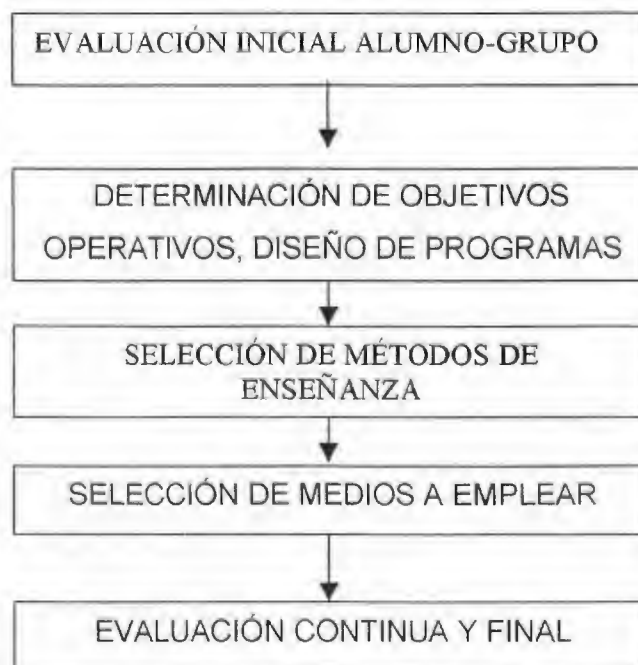 EVALUACIÓN INICIAL ALUMNO-GRUPO
DETERMINACIÓN DE OBJETIVOS
OPERATIVOS, DISEÑO DE PROGRAMAS
SELECCIÓN DE MÉTODOS DE
ENSEÑANZA
SELECCIÓN DE MEDIOS A EMPLEAR
EVALUACIÓN CONTINUA Y FINAL